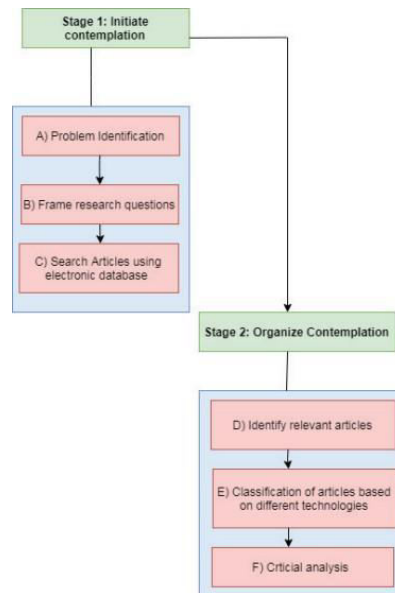 Stage 1: Initiate
contemplation
A) Problem Identification
B) Frame research questions
C) Search Articles using
electronic database
Stage 2: Organize Contemplation
D) Identify relevant articles
E) Classification of articles based
on different technologies
F) Crticial analysis